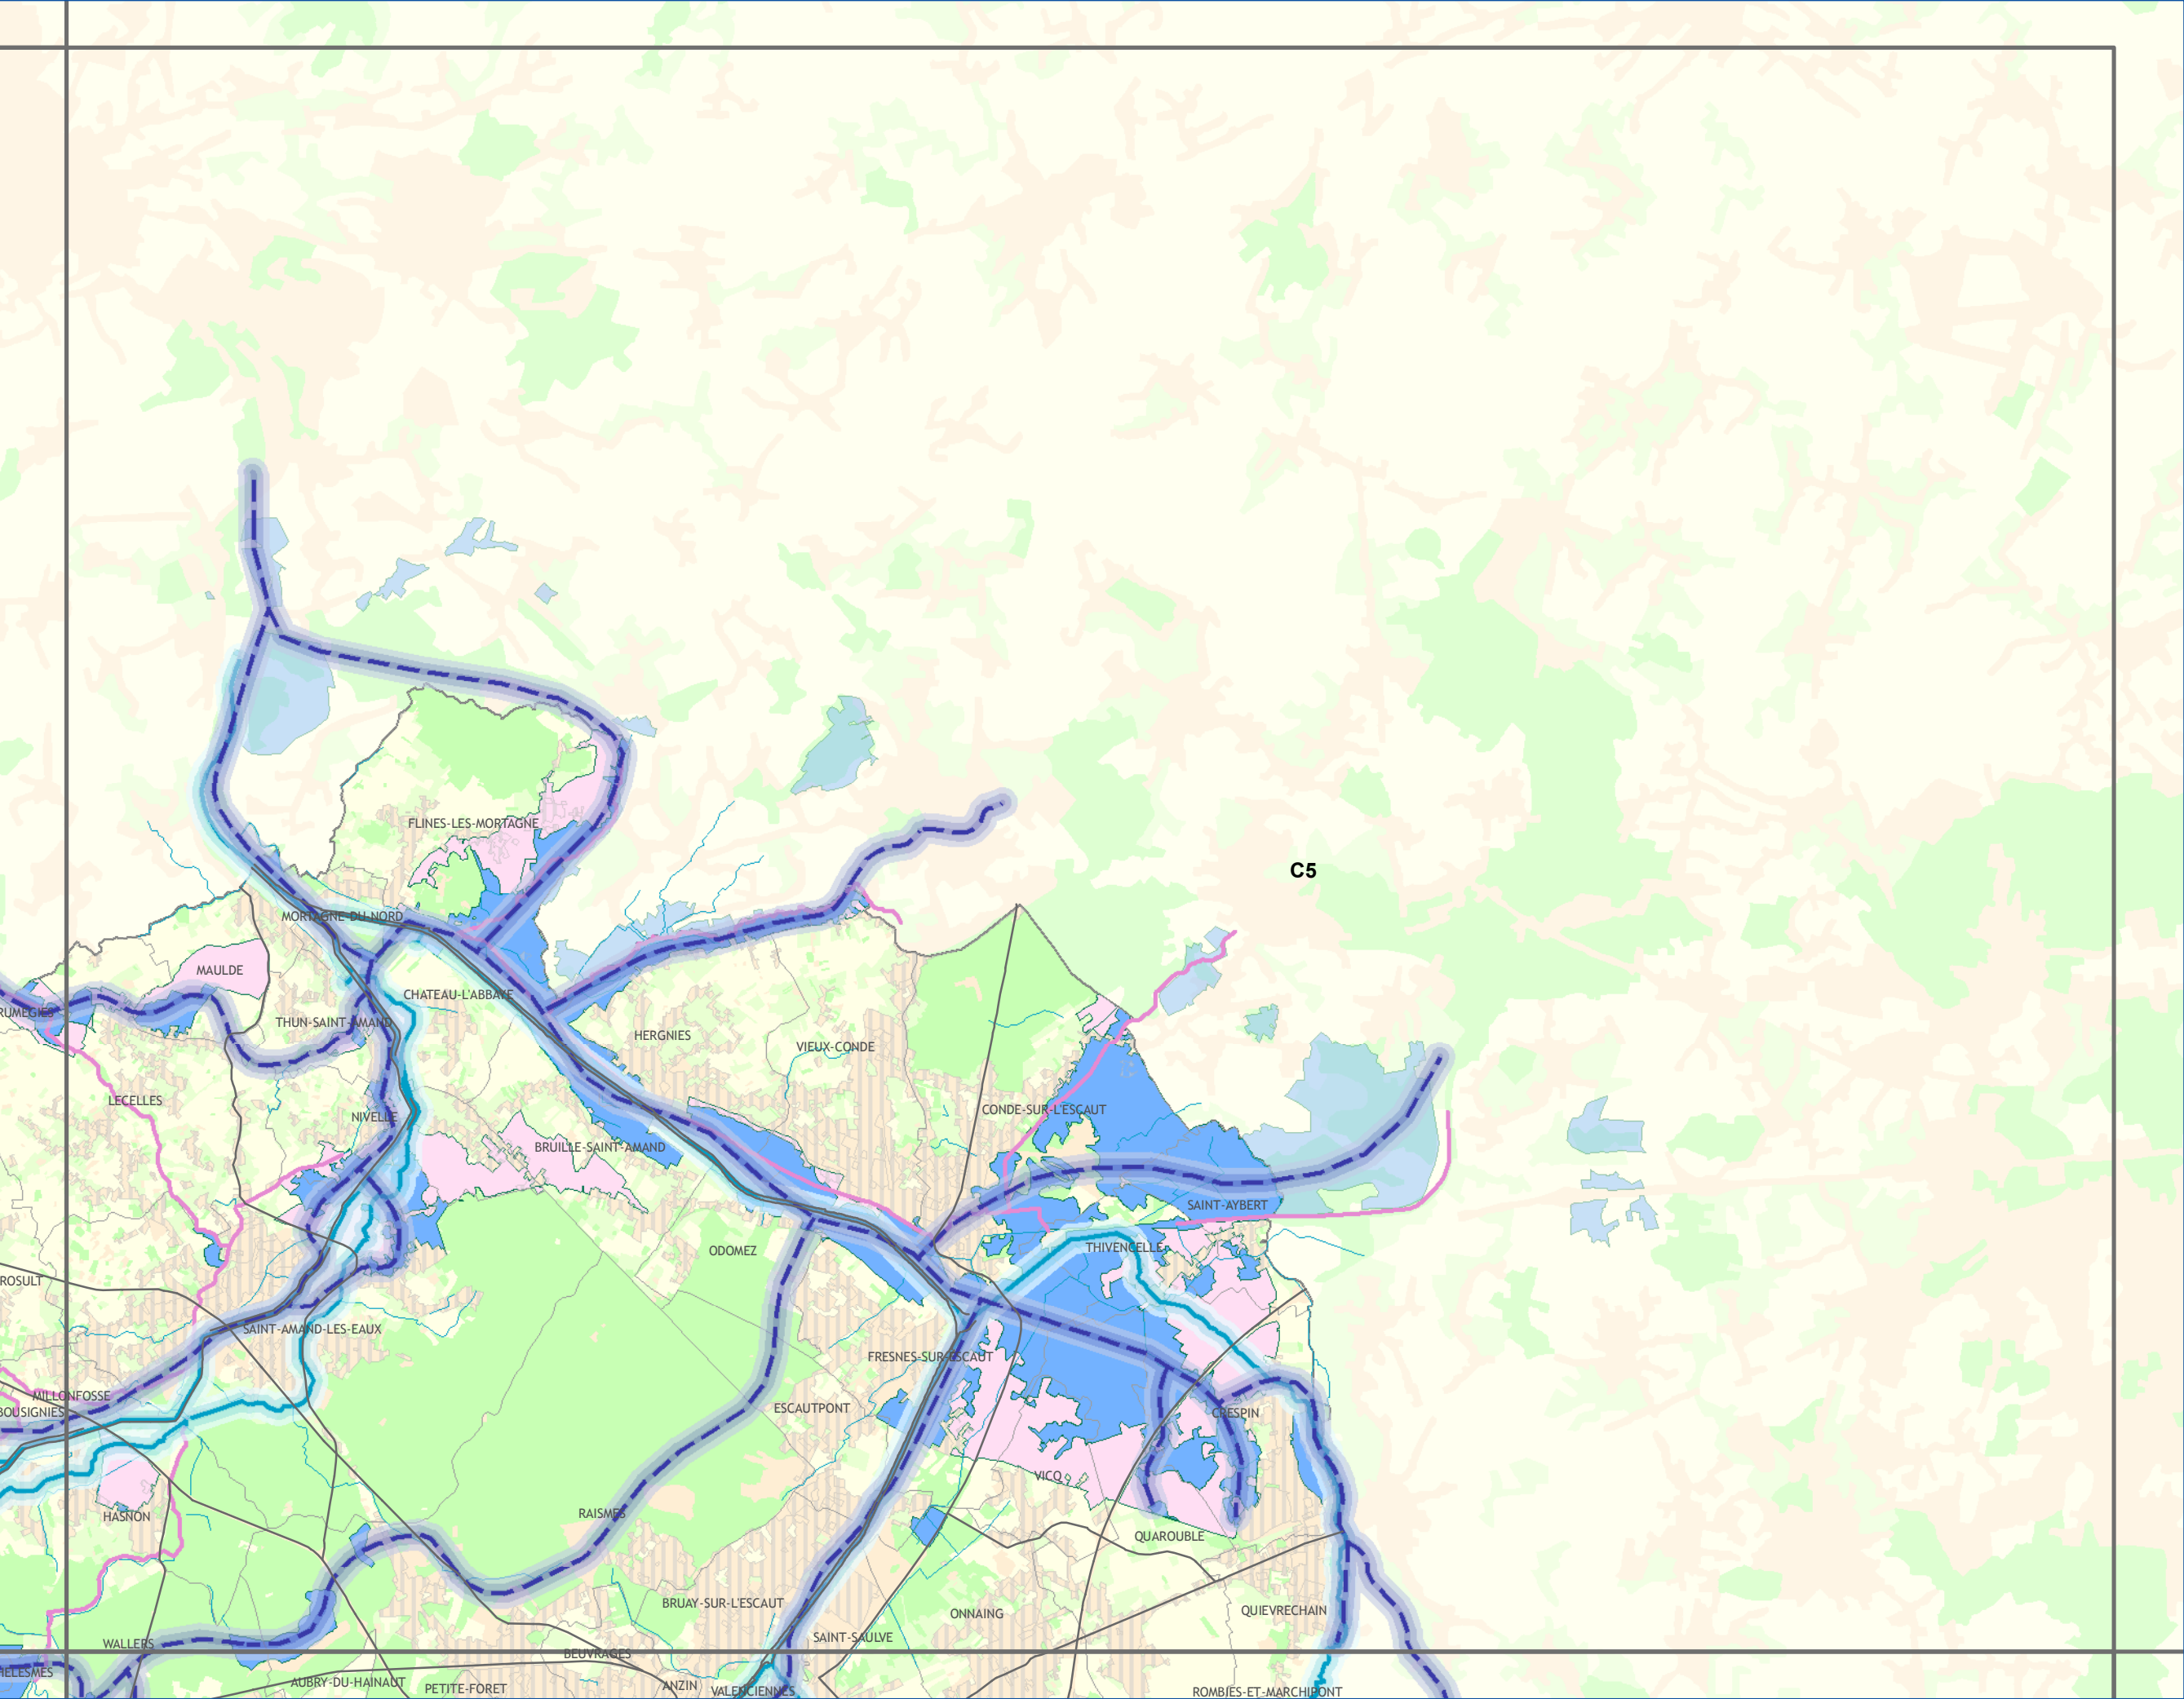 FLINES-LES-MORTAGNE
C5
MORTAGNE-DU-NORD
MAULDE
CHATEAU-L'ABBAYE
RUMEGIES
THUN-SAINT-AMAND
HERGNIES
VIEUX-CONDE
LECELLES
NIVELLE
CONDE-SUR-L'ESCAUT
BRUILLE-SAINT-AMAND
SAINT-AYBERT
ODOMEZ
THIVENCELLE
ROSULT
SAINT-AMAND-LES-EAUX
FRESNES-SUR-ESCAUT
MILLONFOSSE
BOUSIGNIES
ESCAUTPONT
CRESPIN
VICQ
HASNON
RAISMES
QUAROUBLE
BRUAY-SUR-L'ESCAUT
ONNAING
QUIEVRECHAIN
SAINT-SAULVE
WALLERS
BEUVRAGES
HELESMES
AUBRY-DU-HAINAUT
PETITE-FORET
ANZIN
VALENCIENNES
ROMBIES-ET-MARCHIPONT